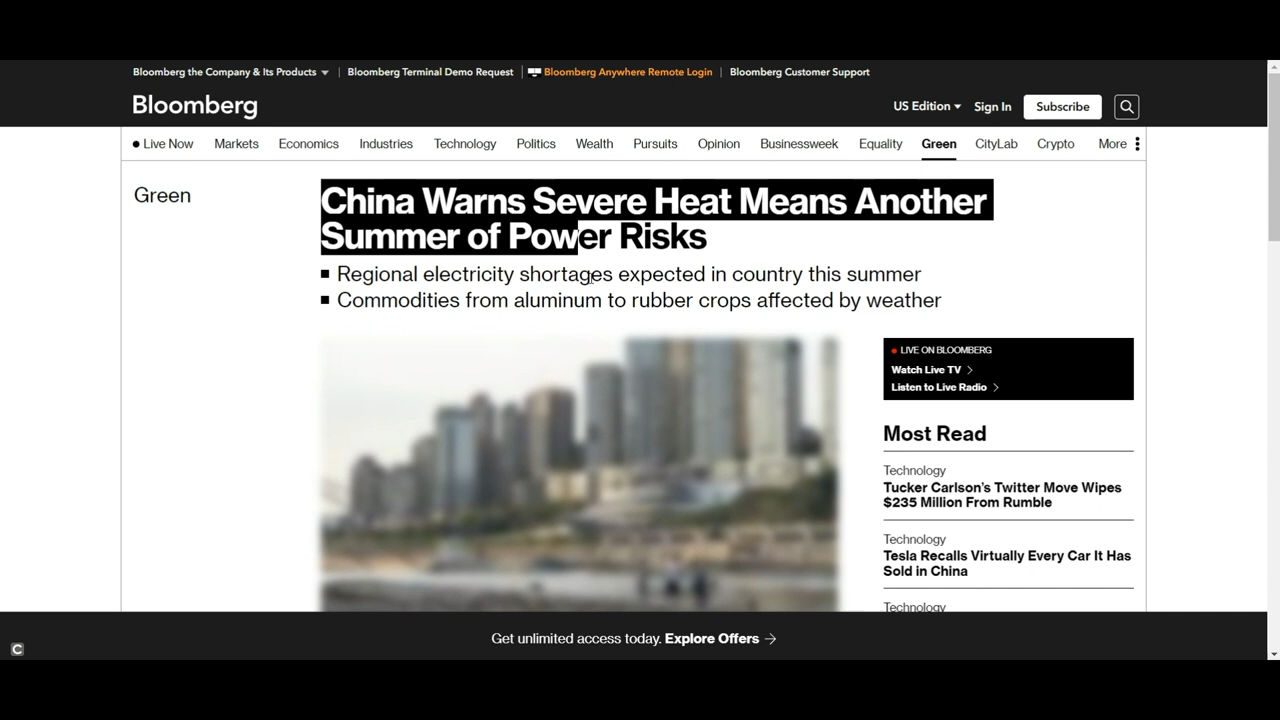 Bloomberg the Company & Its Products
Bloomberg Terminal Demo Request
Bloomberg Anywhere Remote Login
Bloomberg Customer Support
Bloomberg
US Edition
Sign In
Subscribe
Live Now
Markets
Economics
Industries
Technology
Politics
Wealth
Pursuits
Opinion
Businessweek
Equality
Green
CityLab
Crypto
More
Green
China Warns Severe Heat Means Another
Summer of Power Risks
Regional electricity shortages expected in country this summer
Commodities from aluminum to rubber crops affected by weather
LIVE ON BLOOMBERG
Watch Live TV
Listen to Live Radio
Most Read
Technology
Tucker Carlson's Twitter Move Wipes
$235 Million From Rumble
Technology
Tesla Recalls Virtually Every Car It Has
Sold in China
Technology
Get unlimited access today. Explore Offers
C